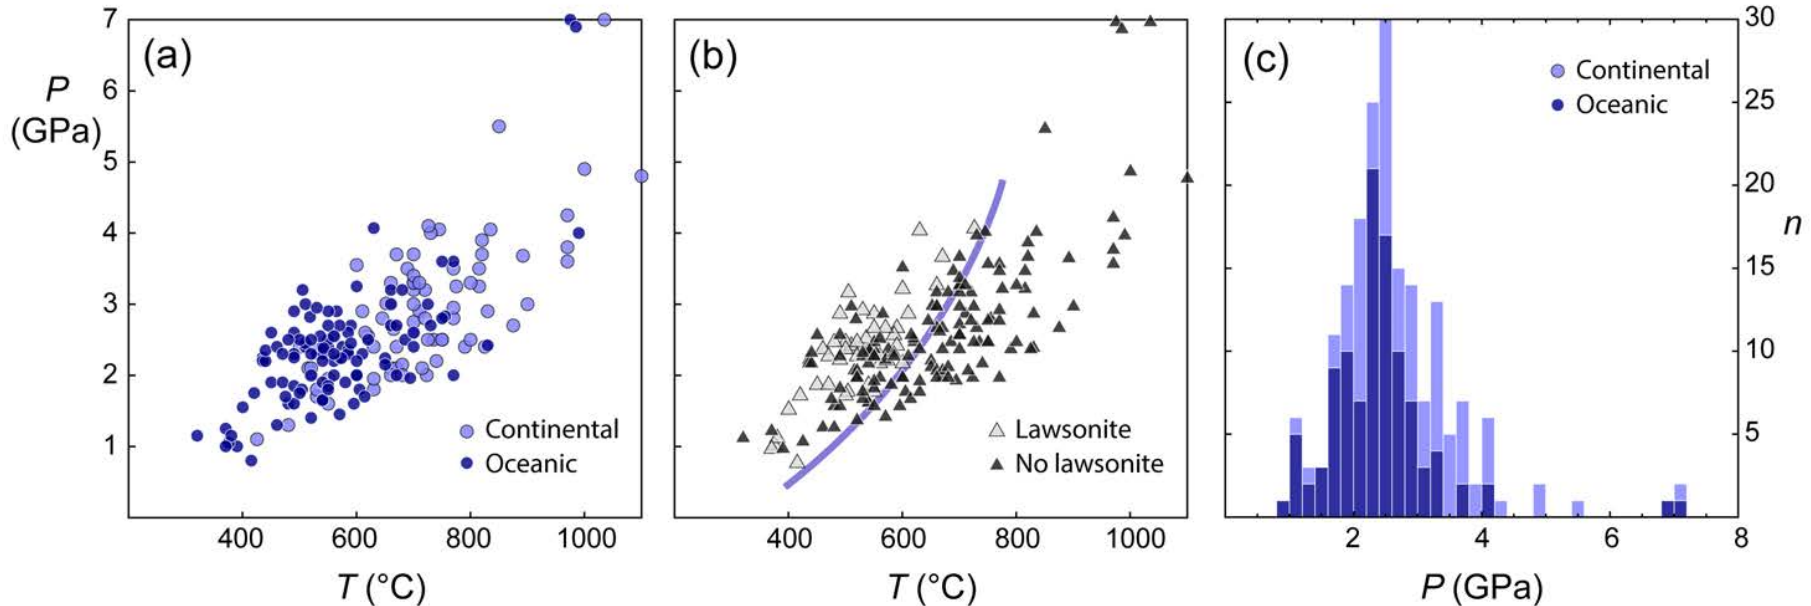 (a)
P
(GPa)
7
6
5
4
3
2
1
Continental
Oceanic
400 600 800 1000
T (°C)
(b)
Lawsonite
No lawsonite
400 600 800 1000
T (°C)
(c)
Continental
Oceanic
30
25
20
15
10
5
n
2 4 6 8
P (GPa)